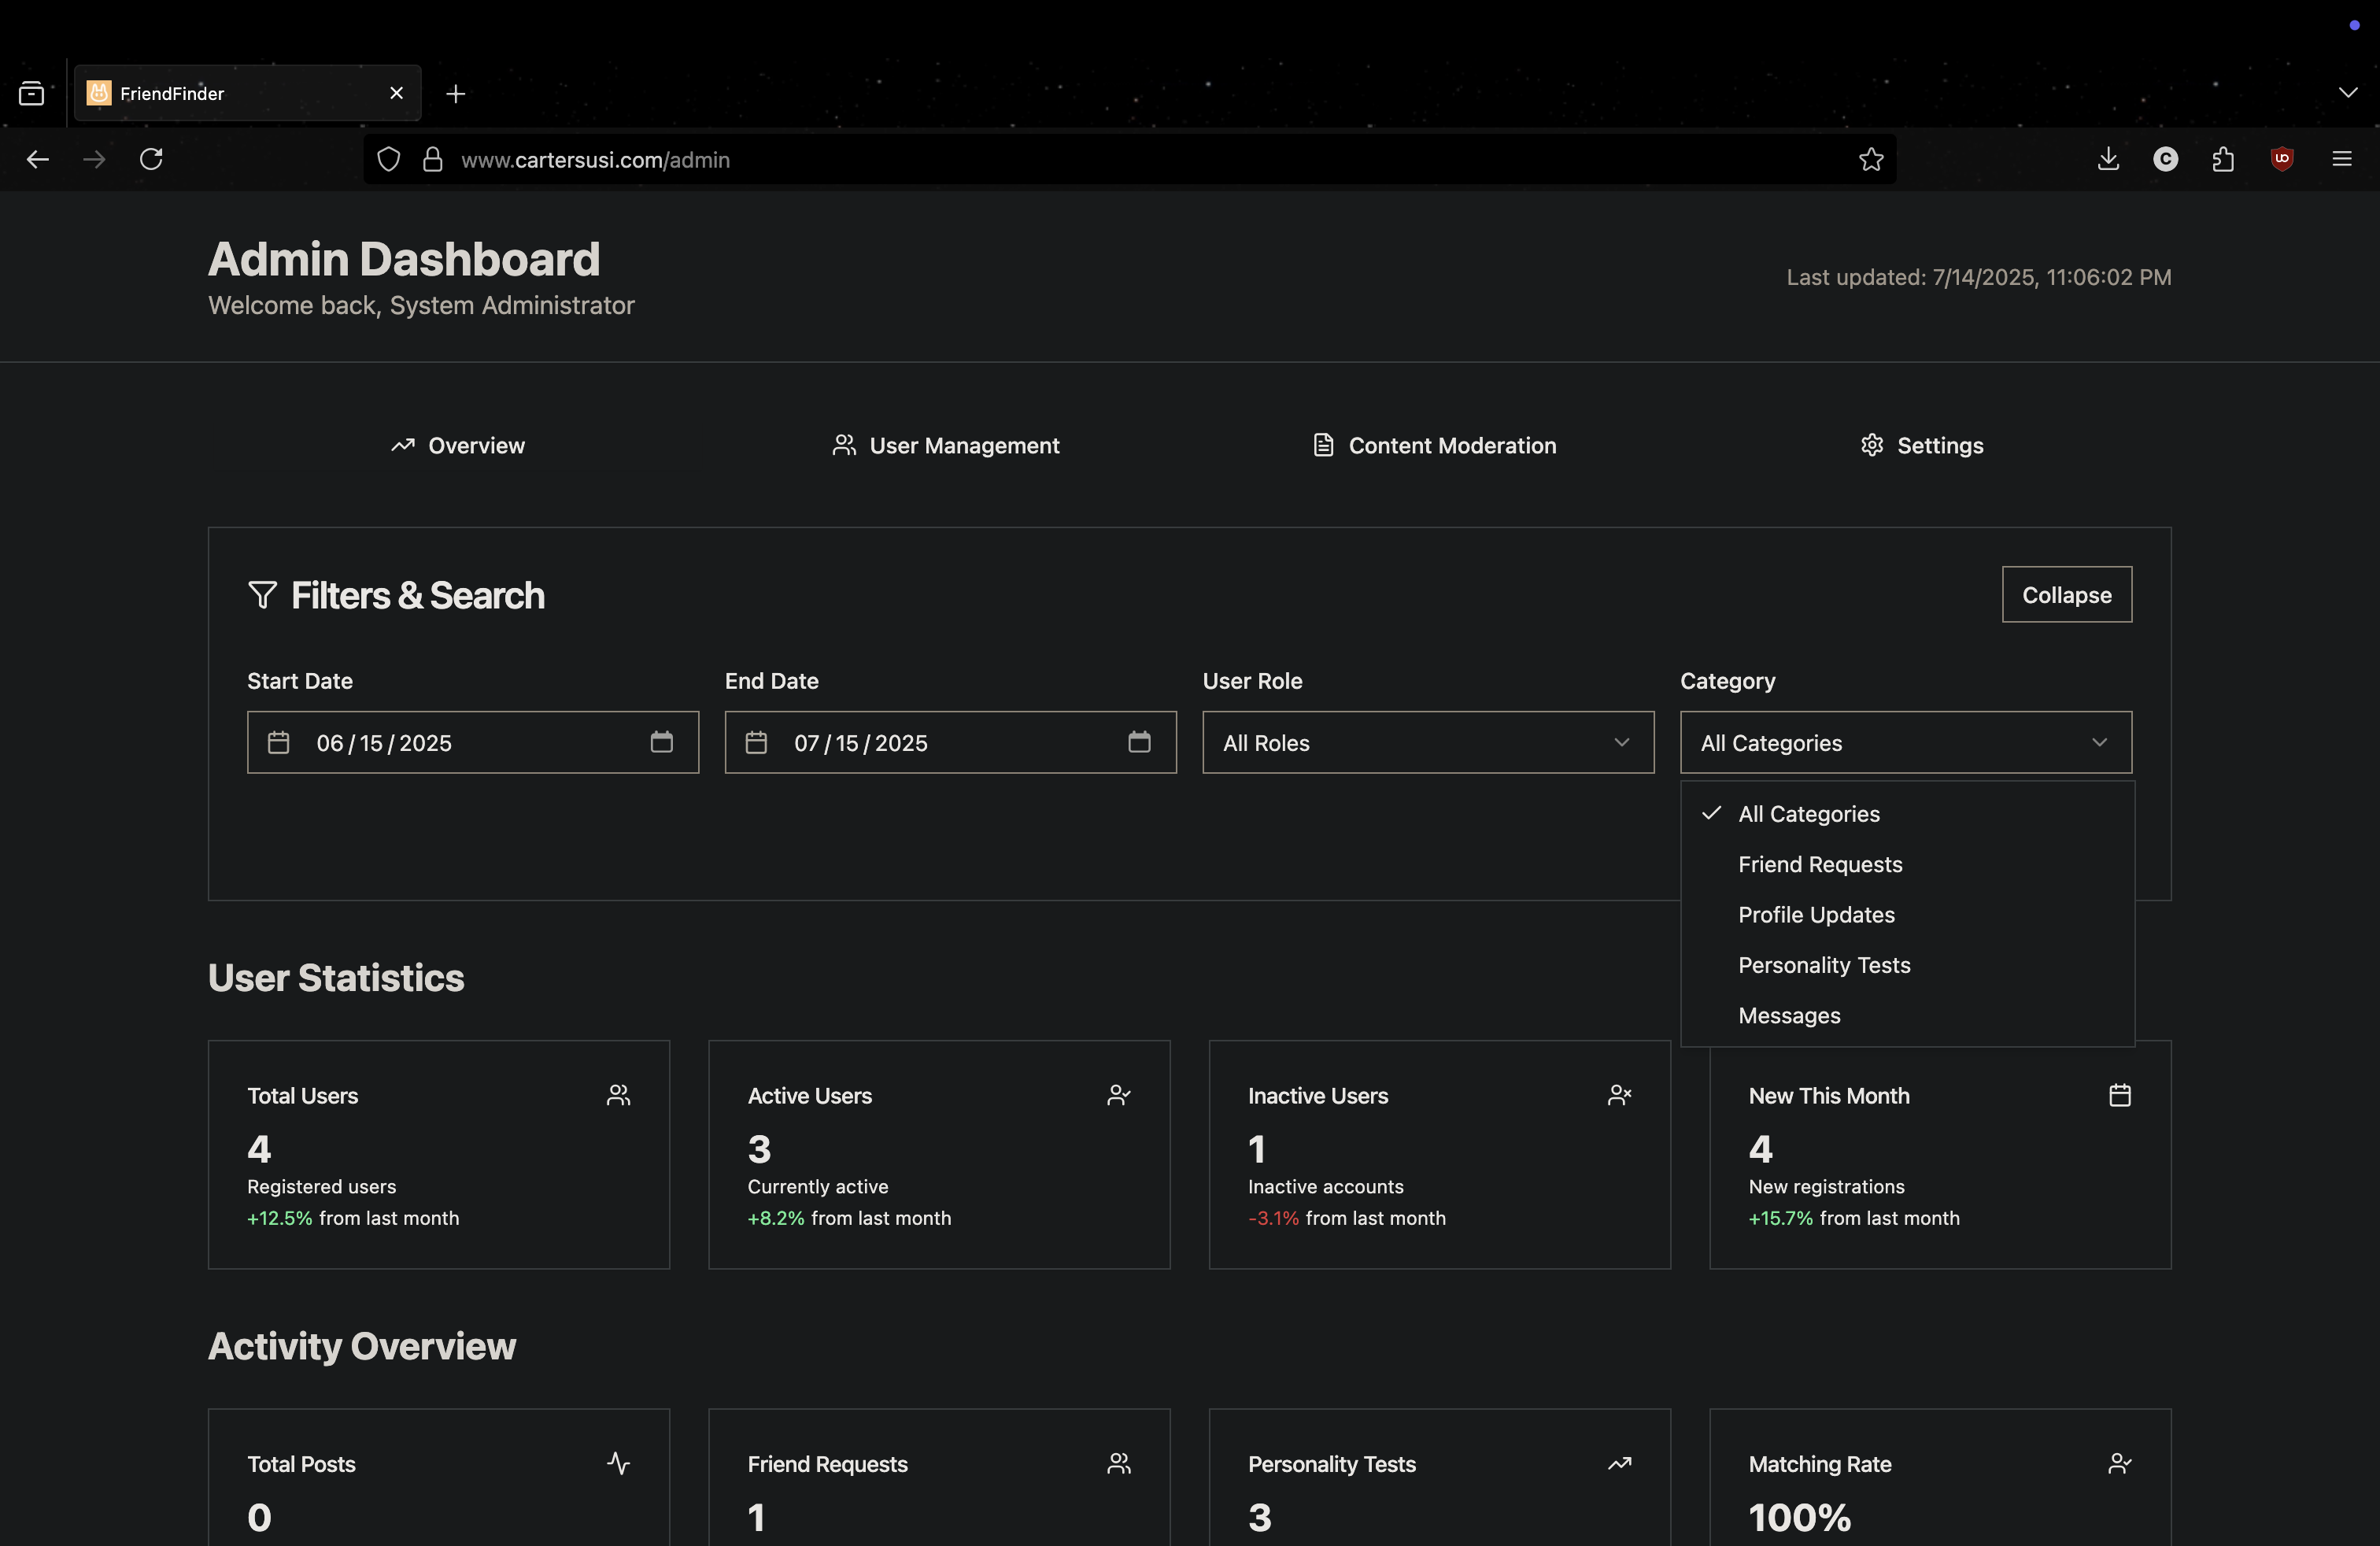 FriendFinder
www.cartersusi.com/admin
Admin Dashboard
Welcome back, System Administrator
Last updated: 7/14/2025, 11:06:02 PM
Overview
User Management
Content Moderation
Settings
Filters & Search
Collapse
Start Date
End Date
User Role
Category
06/15/2025
07/15/2025
All Roles
All Categories
All Categories
Friend Requests
Profile Updates
Personality Tests
Messages
User Statistics
Total Users
4
Registered users
+12.5% from last month
Active Users
3
Currently active
+8.2% from last month
Inactive Users
1
Inactive accounts
-3.1% from last month
New This Month
4
New registrations
+15.7% from last month
Activity Overview
Total Posts
0
Friend Requests
1
Personality Tests
3
Matching Rate
100%